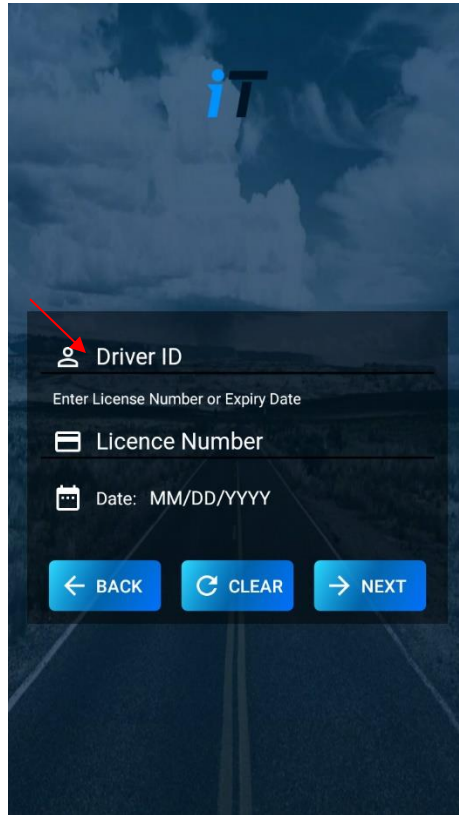 iT
Driver ID
Enter License Number or Expiry Date
Licence Number
Date: MM/DD/YYYY
BACK CLEAR NEXT